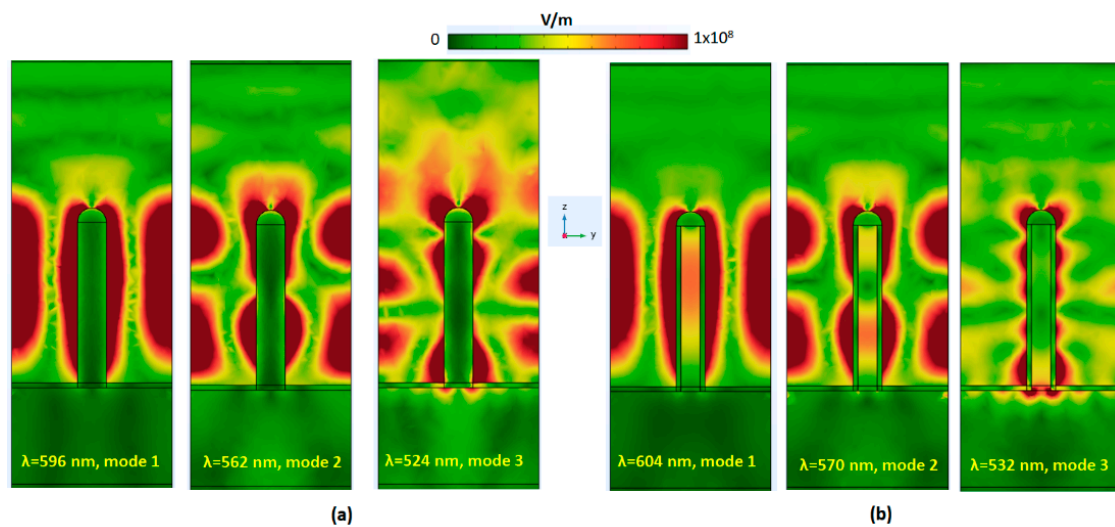 V/m
0
1x10⁸
z
y
λ=596 nm, mode 1
λ=562 nm, mode 2
λ=524 nm, mode 3
λ=604 nm, mode 1
λ=570 nm, mode 2
λ=532 nm, mode 3
(a)
(b)